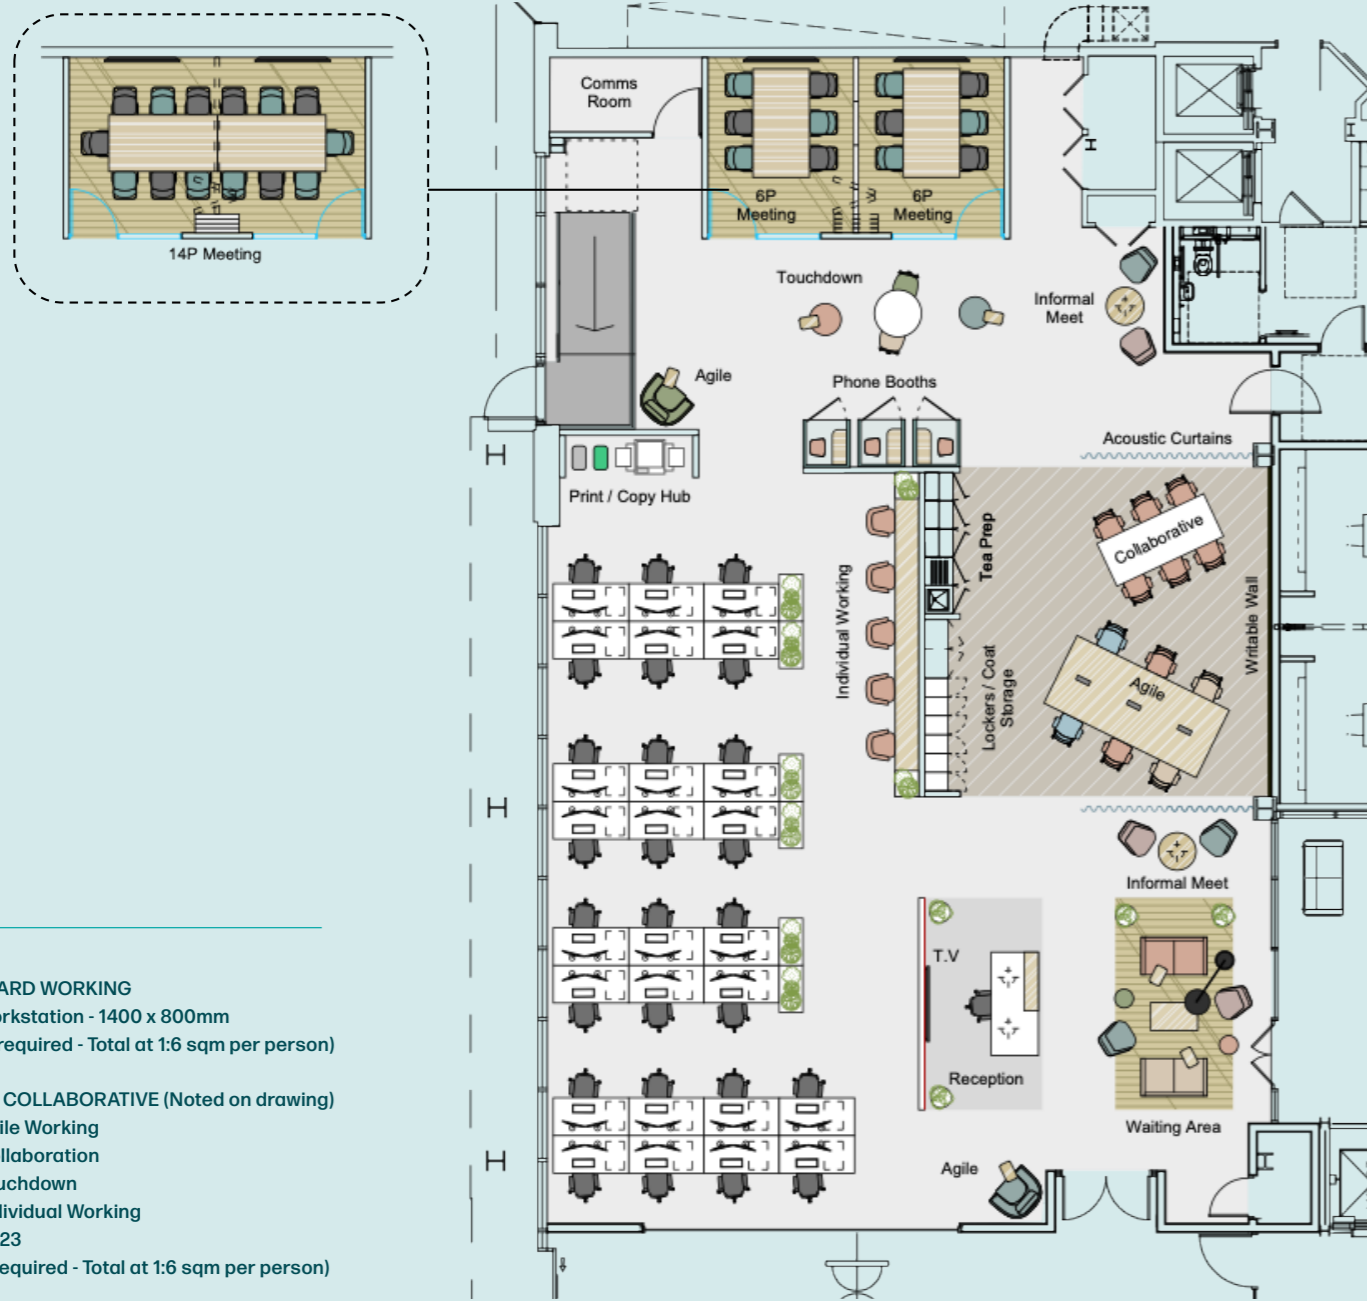 14P Meeting
Comms
Room
6P
Meeting
6P
Meeting
Touchdown
Informal
Meet
Agile
Phone Booths
Acoustic Curtains
Print / Copy Hub
Tea Prep
Collaborative
Individual Working
Writable Wall
Lockers / Coat
Storage
Agile
Informal Meet
T.V
Reception
Waiting Area
Agile
ARD WORKING
orkstation - 1400 x 800mm
required - Total at 1:6 sqm per person)
COLLABORATIVE (Noted on drawing)
ile Working
llaboration
uchdown
dividual Working
23
equired - Total at 1:6 sqm per person)